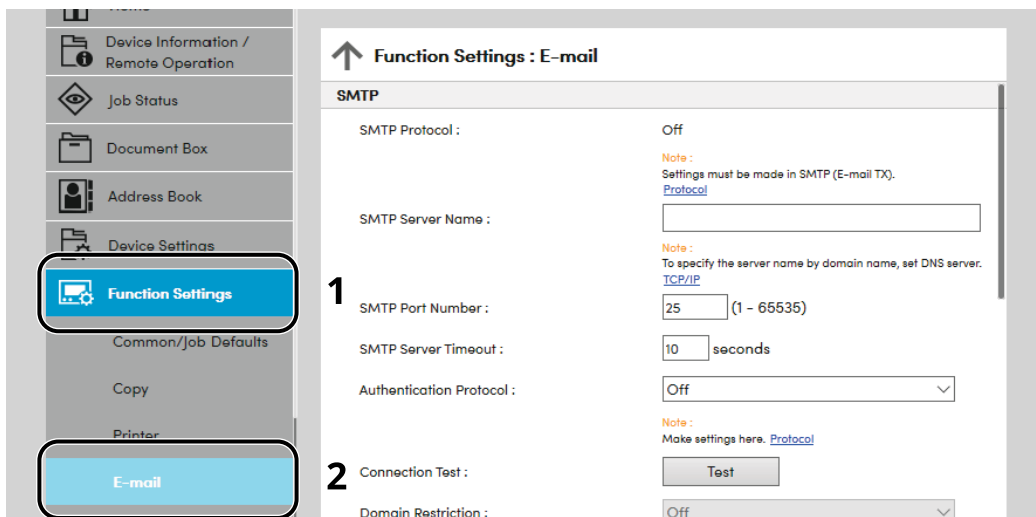 Home
Device Information /
Remote Operation
Job Status
Document Box
Address Book
Device Settings
Function Settings
1
Common/Job Defaults
Copy
Printer
E-mail
2
Function Settings : E-mail
SMTP
SMTP Protocol : Off
Note :
Settings must be made in SMTP (E-mail TX).
Protocol
SMTP Server Name :
Note :
To specify the server name by domain name, set DNS server.
TCP/IP
SMTP Port Number : 25 (1 - 65535)
SMTP Server Timeout : 10 seconds
Authentication Protocol : Off
Note :
Make settings here. Protocol
Connection Test : Test
Domain Restriction : Off